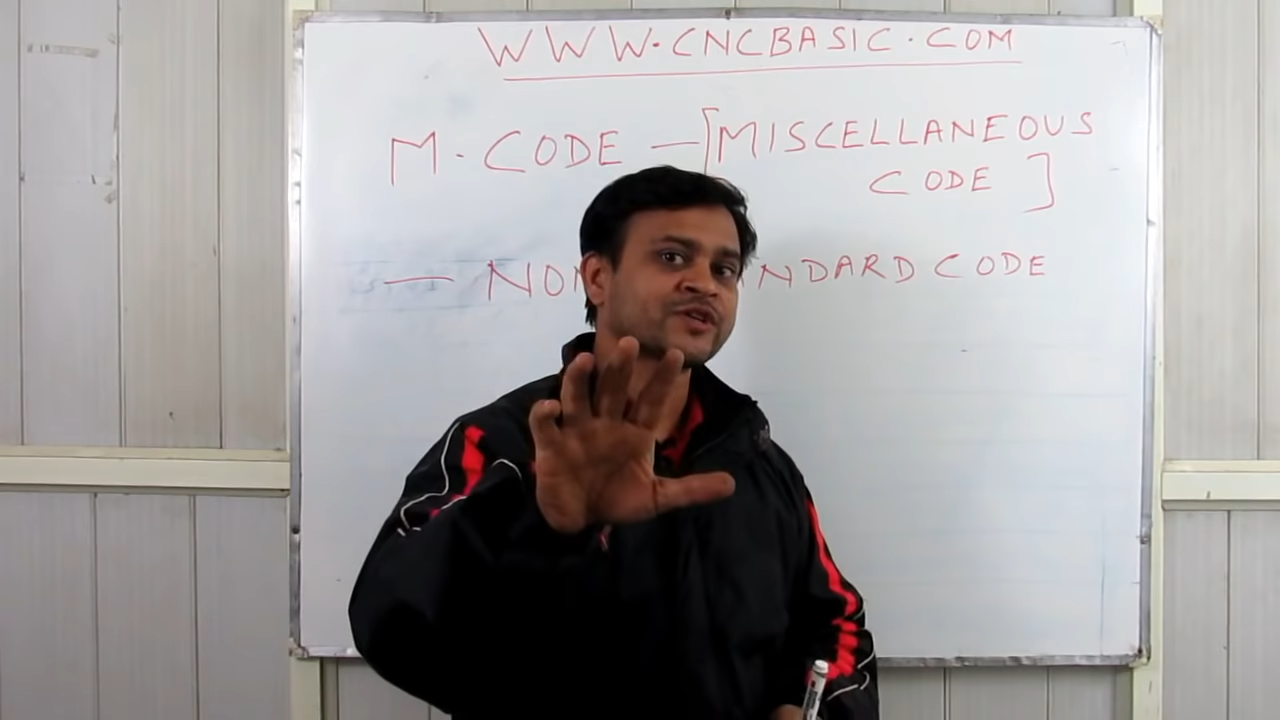 WWW.CNCBASIC.COM
M-CODE — [MISCELLANEOUS
CODE]
— NON NDARD CODE